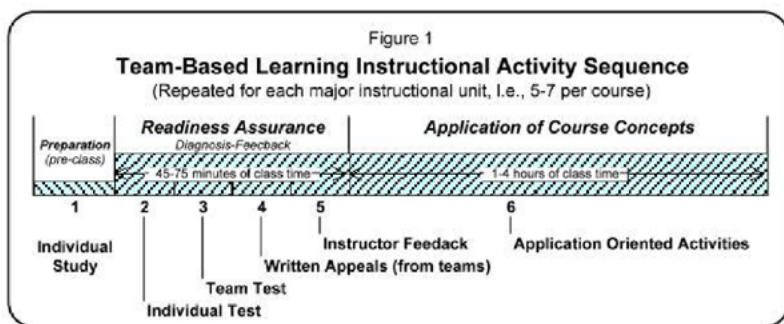 Figure 1
Team-Based Learning Instructional Activity Sequence
(Repeated for each major instructional unit, I.e., 5-7 per course)
Preparation
(pre-class)
Readiness Assurance
Diagnosis-Feedback
Application of Course Concepts
45-75 minutes of class time
1-4 hours of class time
1 2 3 4 5 6
Individual
Study
Instructor Feedack
Application Oriented Activities
Written Appeals (from teams)
Team Test
Individual Test